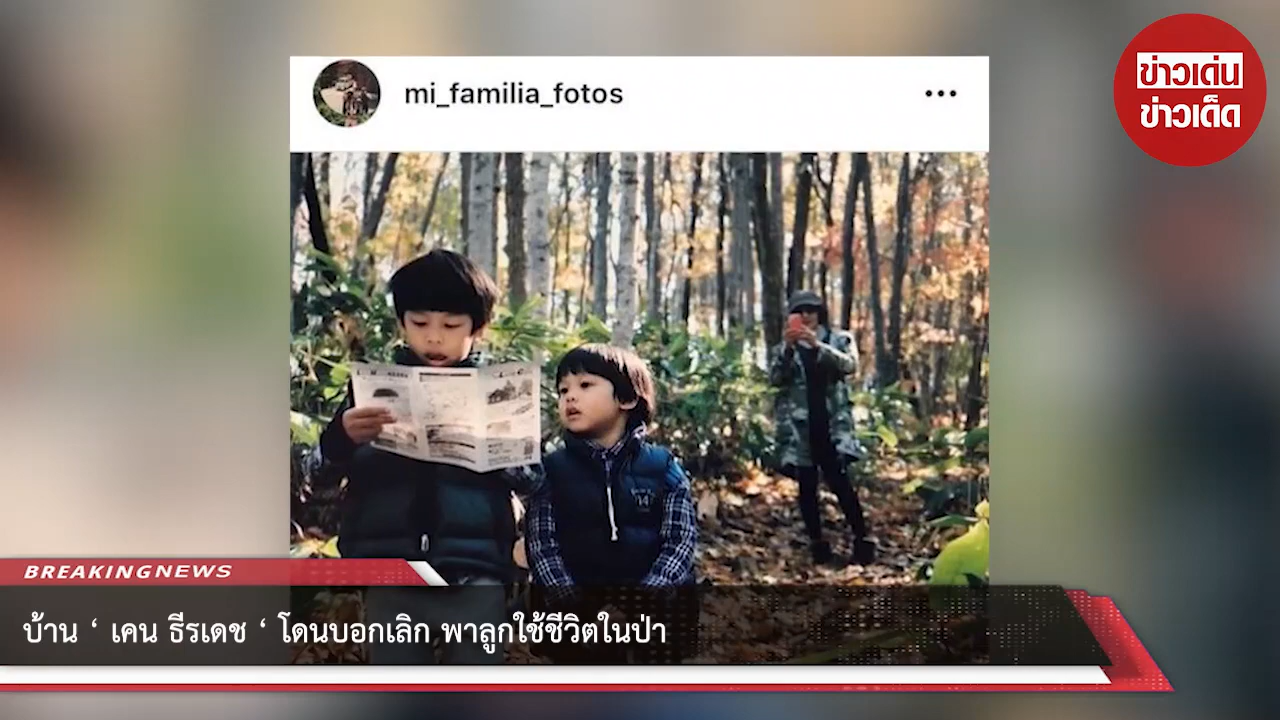 ข่าวเด่น
ข่าวเด็ด
mi_familia_fotos
BREAKINGNEWS
บ้าน ‘ เคน ธีรเดช ‘ โดนบอกเลิก พาลูกใช้ชีวิตในป่า